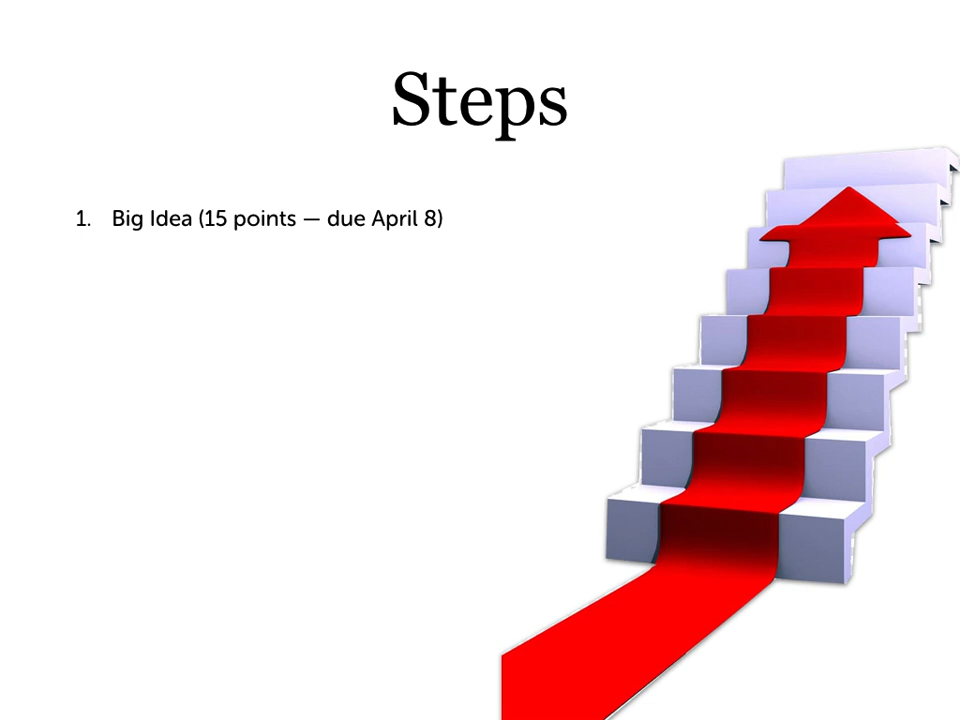 Steps
1. Big Idea (15 points — due April 8)